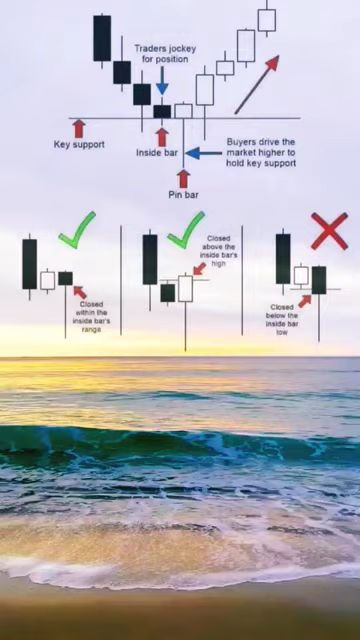 Traders jockey
for position
Key support
Inside bar
Buyers drive the
market higher to
hold key support
Pin bar
Closed
within the
inside bar's
range
Closed
above the
inside bar's
high
Closed
below the
inside bar
low